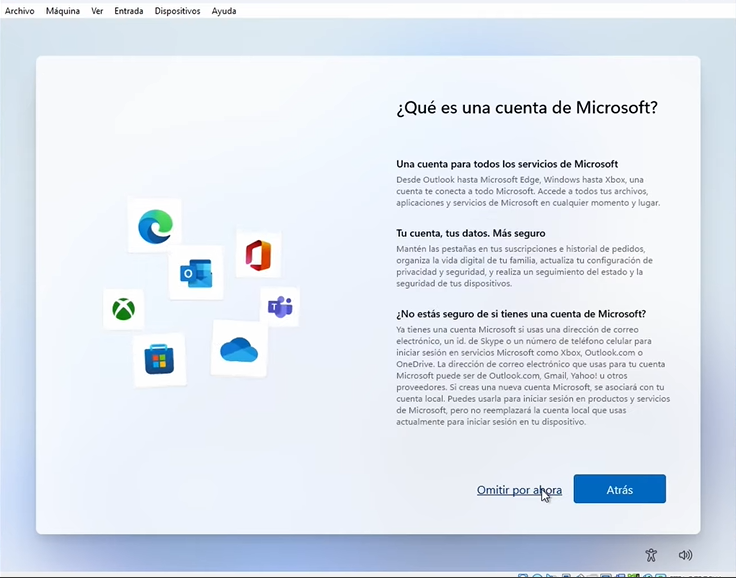 Archivo Máquina Ver Entrada Dispositivos Ayuda
¿Qué es una cuenta de Microsoft?
Una cuenta para todos los servicios de Microsoft
Desde Outlook hasta Microsoft Edge, Windows hasta Xbox, una
cuenta te conecta a todo Microsoft. Accede a todos tus archivos,
aplicaciones y servicios de Microsoft en cualquier momento y lugar.
Tu cuenta, tus datos. Más seguro
Mantén las pestañas en tus suscripciones e historial de pedidos,
organiza la vida digital de tu familia, actualiza tu configuración de
privacidad y seguridad, y realiza un seguimiento del estado y la
seguridad de tus dispositivos.
¿No estás seguro de si tienes una cuenta de Microsoft?
Ya tienes una cuenta Microsoft si usas una dirección de correo
electrónico, un id. de Skype o un número de teléfono celular para
iniciar sesión en servicios Microsoft como Xbox, Outlook.com o
OneDrive. La dirección de correo electrónico que usas para tu cuenta
Microsoft puede ser de Outlook.com, Gmail, Yahoo! u otros
proveedores. Si creas una nueva cuenta Microsoft, se asociará con tu
cuenta local. Puedes usarla para iniciar sesión en productos y servicios
de Microsoft, pero no reemplazará la cuenta local que usas
actualmente para iniciar sesión en tu dispositivo.
Omitir por ahora Atrás